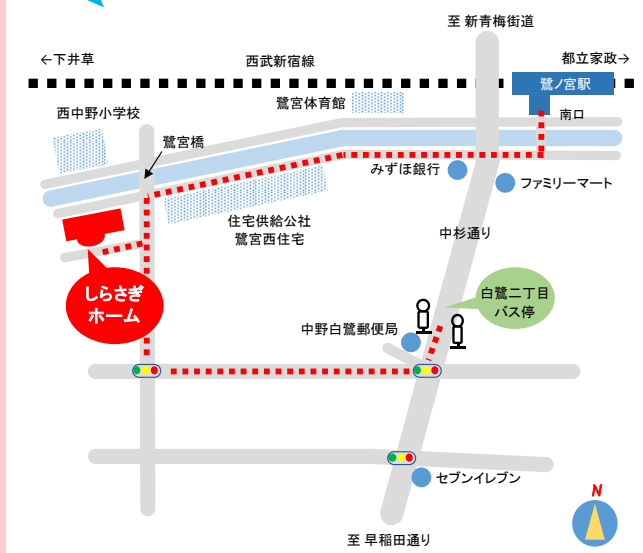 至 新青梅街道
←下井草
西武新宿線
都立家政→
鷺ノ宮駅
鷺宮体育館
西中野小学校
南口
鷺宮橋
みずほ銀行
ファミリーマート
住宅供給公社
鷺宮西住宅
中杉通り
しらさぎ
ホーム
白鷺二丁目
バス停
中野白鷺郵便局
セブンイレブン
N
至 早稲田通り